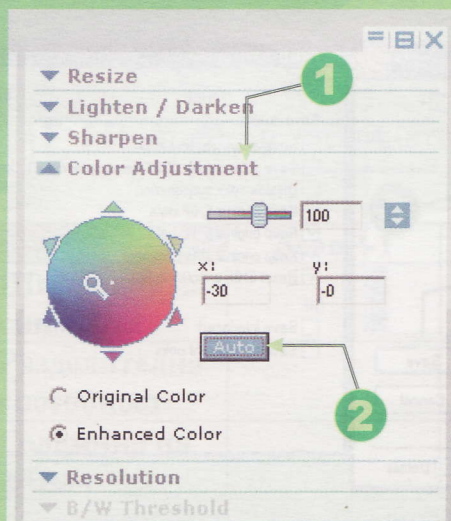 Resize
1
Lighten / Darken
Sharpen
Color Adjustment
100
x: y:
-30 -0
Auto
2
Original Color
Enhanced Color
Resolution
B/W Threshold